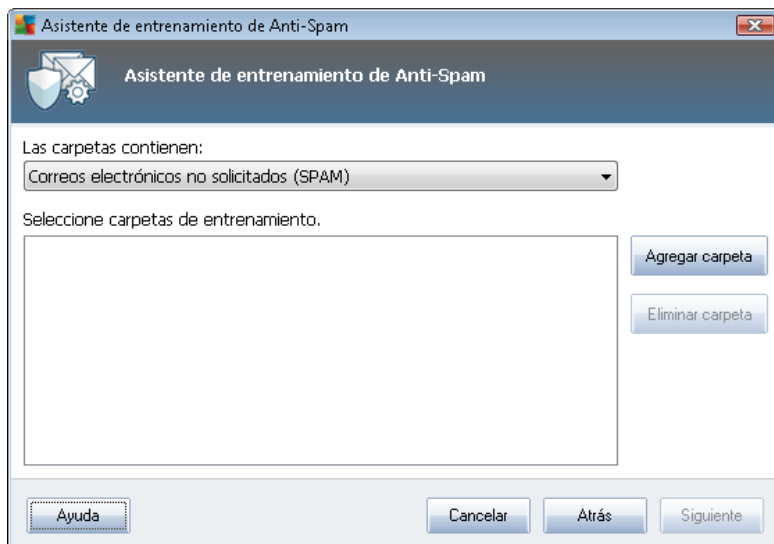 Asistente de entrenamiento de Anti-Spam
Asistente de entrenamiento de Anti-Spam
Las carpetas contienen:
Correos electrónicos no solicitados (SPAM)
Seleccione carpetas de entrenamiento.
Agregar carpeta
Eliminar carpeta
Ayuda
Cancelar
Atrás
Siguiente